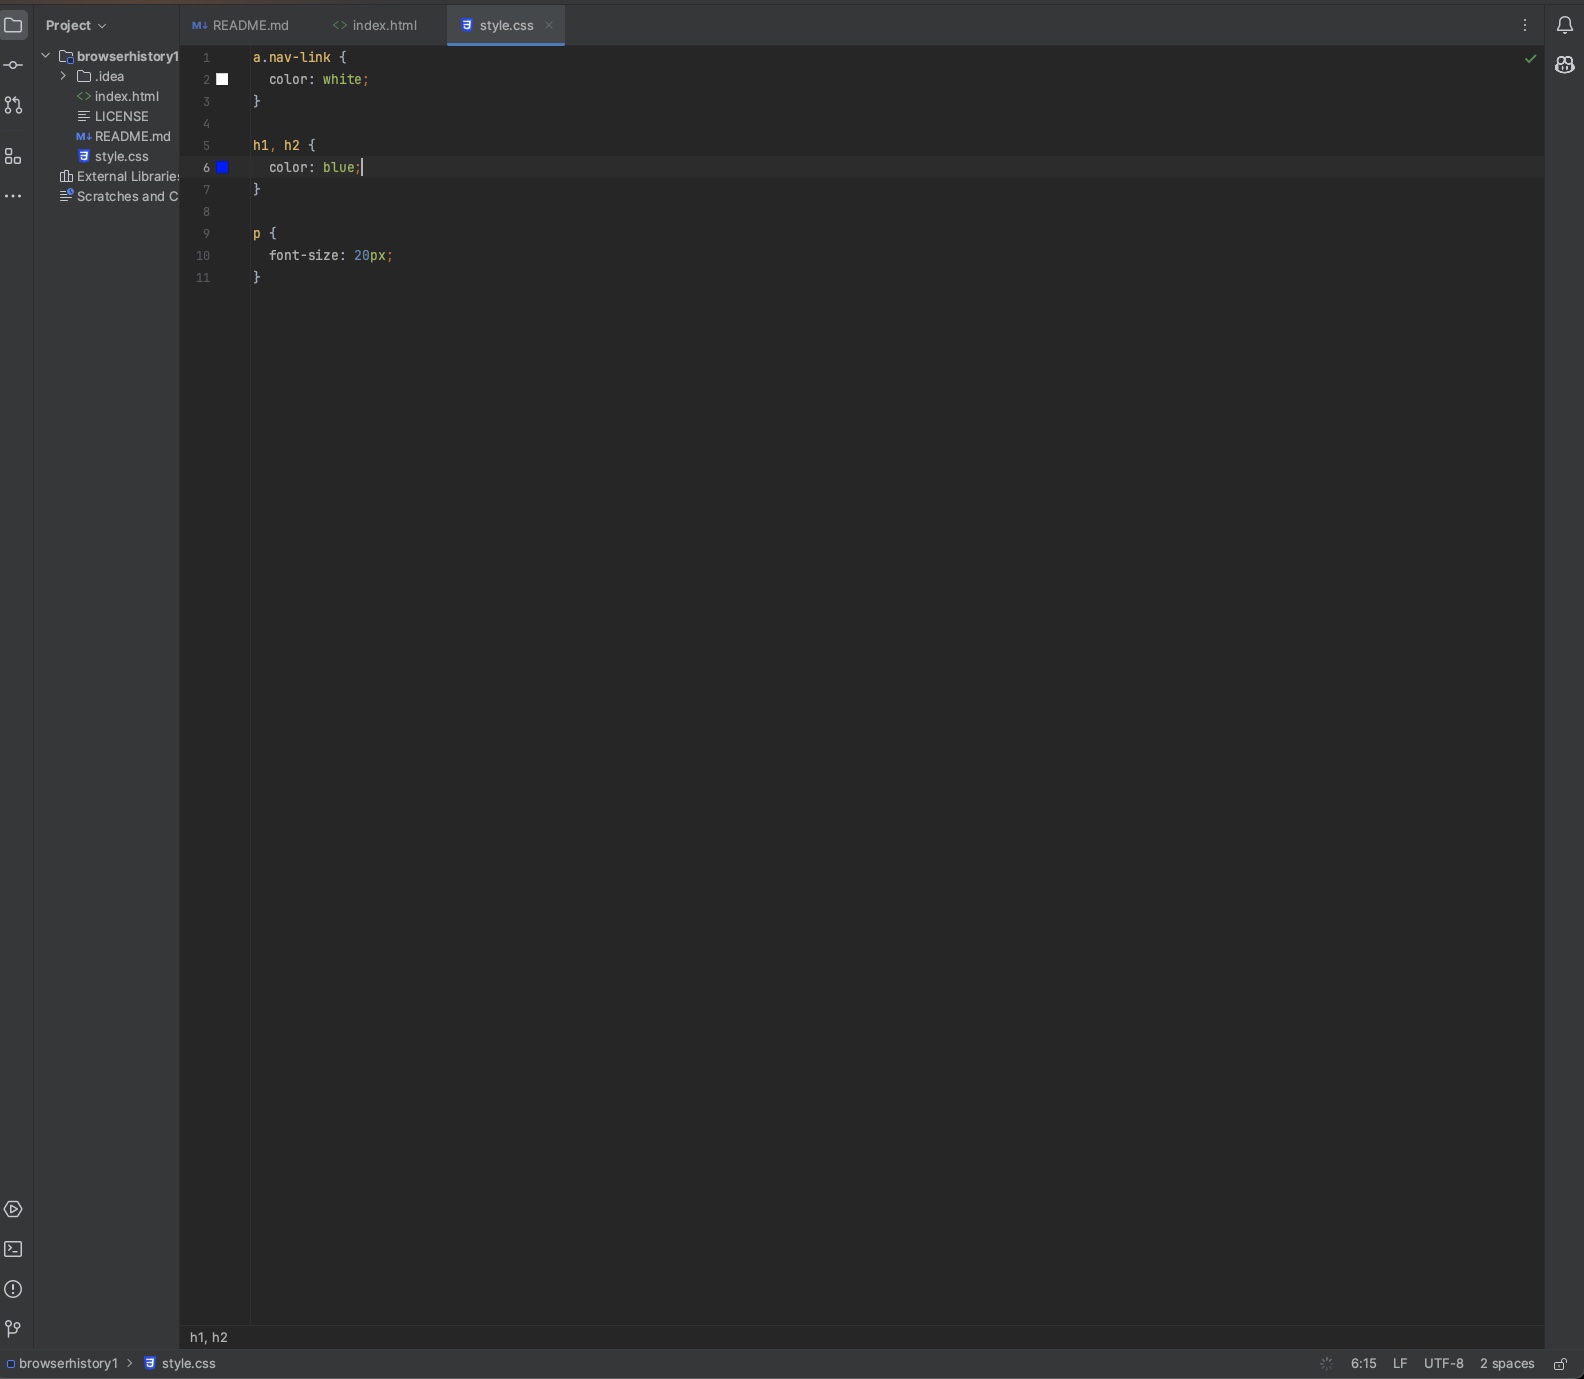 Project
README.md
index.html
style.css
browserhistory1
.idea
index.html
LICENSE
README.md
style.css
External Libraries
Scratches and C
1 a.nav-link {
2 color: white;
3 }
4
5 h1, h2 {
6 color: blue;
7 }
8
9 p {
10 font-size: 20px;
11 }
h1, h2
browserhistory1 > style.css
6:15 LF UTF-8 2 spaces